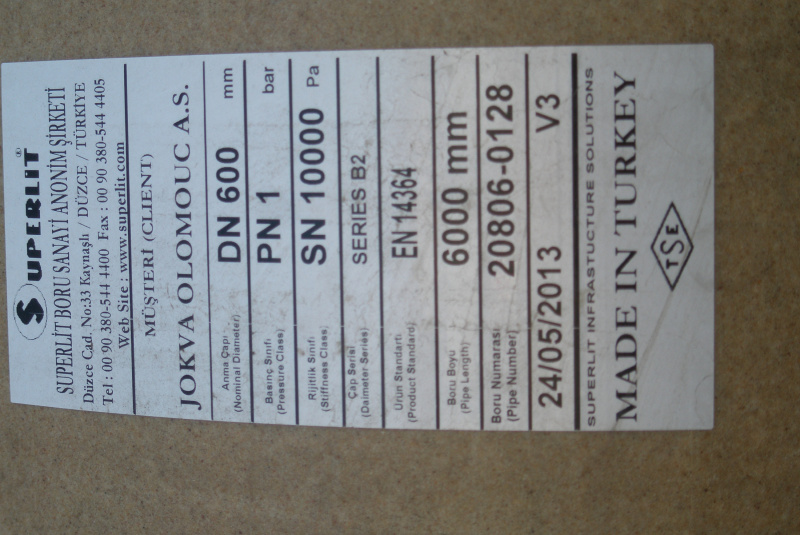 SUPERLİT ®
SUPERLİT BORU SANAYİ ANONİM ŞİRKETİ
Düzce Cad. No:33 Kaynaşlı / DÜZCE / TÜRKİYE
Tel : 00 90 380-544 4400 Fax : 00 90 380-544 4405
Web Site : www.superlit.com
MÜŞTERİ (CLIENT)
JOKVA OLOMOUC A.S.
Anma Çapı (Nominal Diameter) DN 600 mm
Basınç Sınıfı (Pressure Class) PN 1 bar
Rijitlik Sınıfı (Stiffness Class) SN 10000 Pa
Çap Serisi (Daimeter Series) SERIES B2
Ürün Standartı (Product Standard) EN 14364
Boru Boyu (Pipe Length) 6000 mm
Boru Numarası (Pipe Number) 20806-0128
24/05/2013 V3
SUPERLIT INFRASTUCTURE SOLUTIONS
MADE IN TURKEY TSE